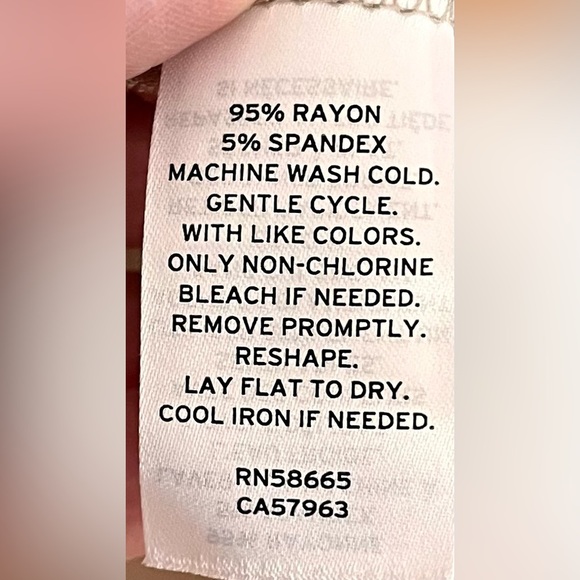 95% RAYON
5% SPANDEX
MACHINE WASH COLD.
GENTLE CYCLE.
WITH LIKE COLORS.
ONLY NON-CHLORINE
BLEACH IF NEEDED.
REMOVE PROMPTLY.
RESHAPE.
LAY FLAT TO DRY.
COOL IRON IF NEEDED.
RN58665
CA57963